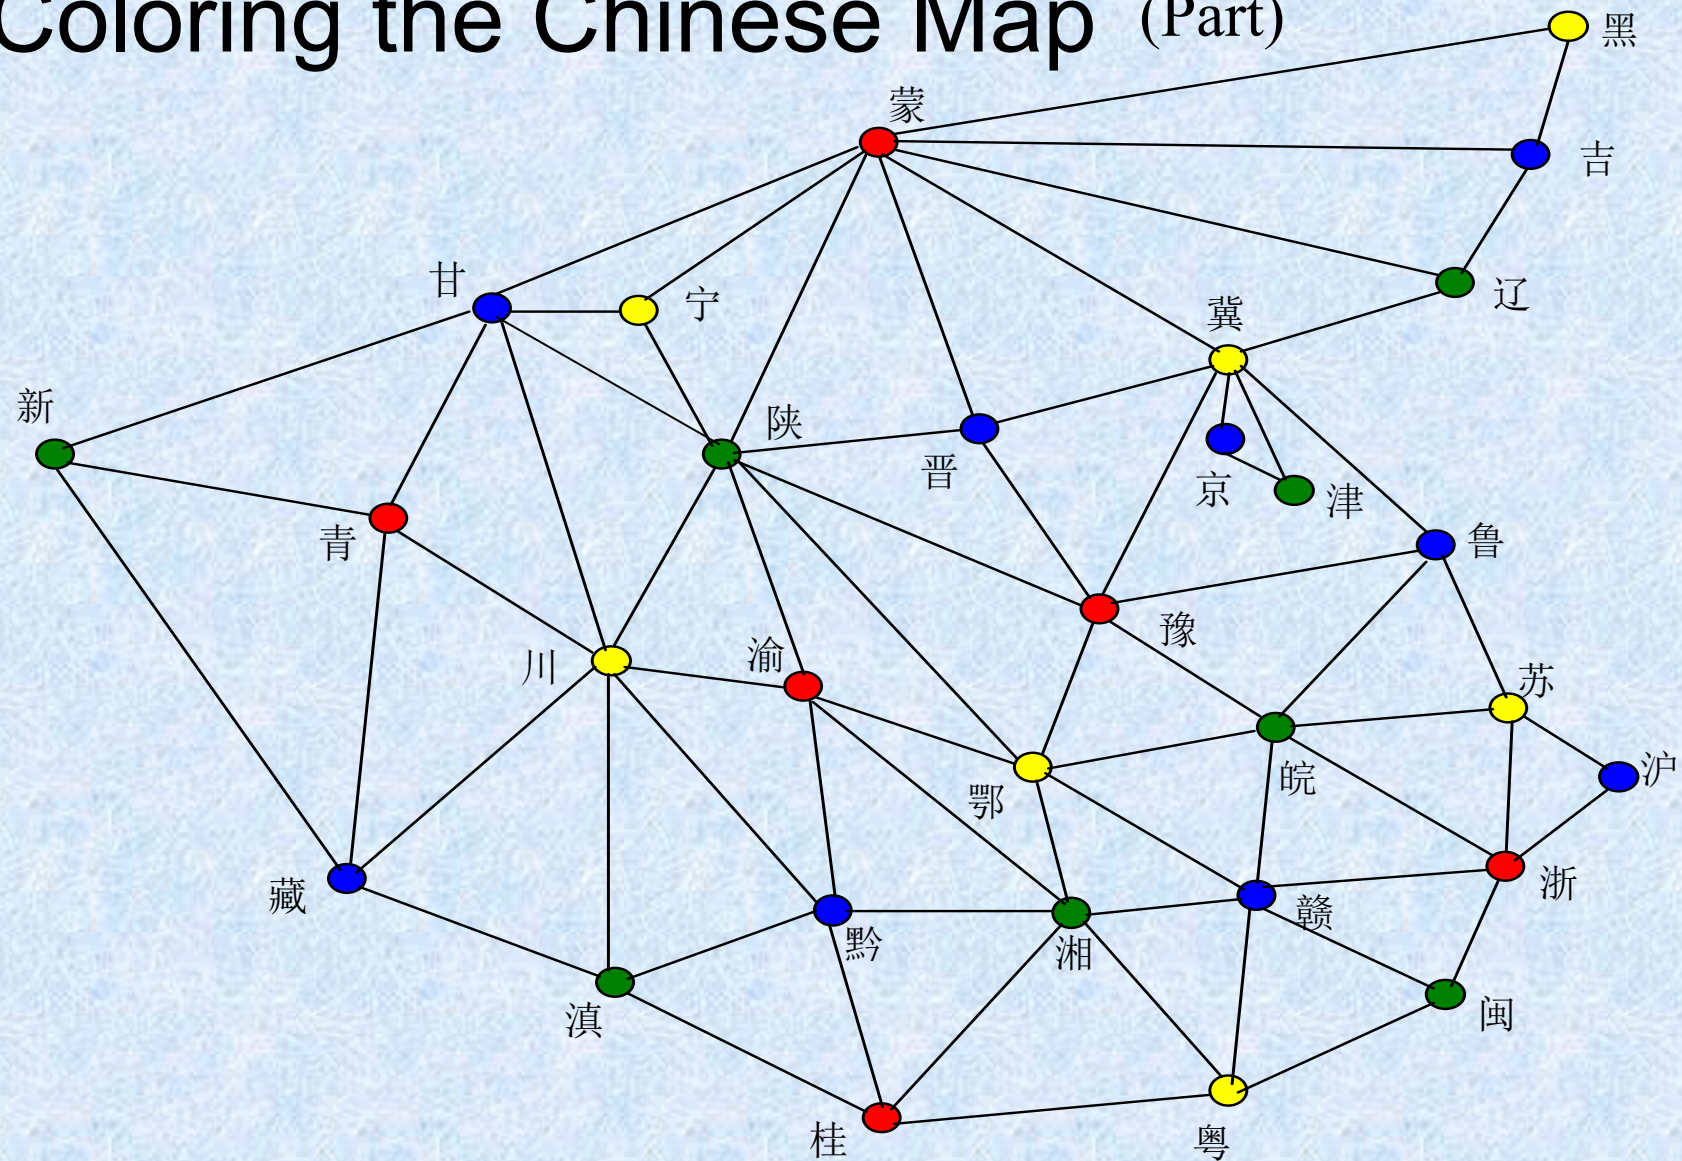 Coloring the Chinese Map (Part)
黑
蒙
吉
甘
宁
辽
冀
新
陕
晋
京
津
青
鲁
豫
川
渝
苏
沪
皖
鄂
藏
浙
赣
黔
湘
滇
闽
桂
粤